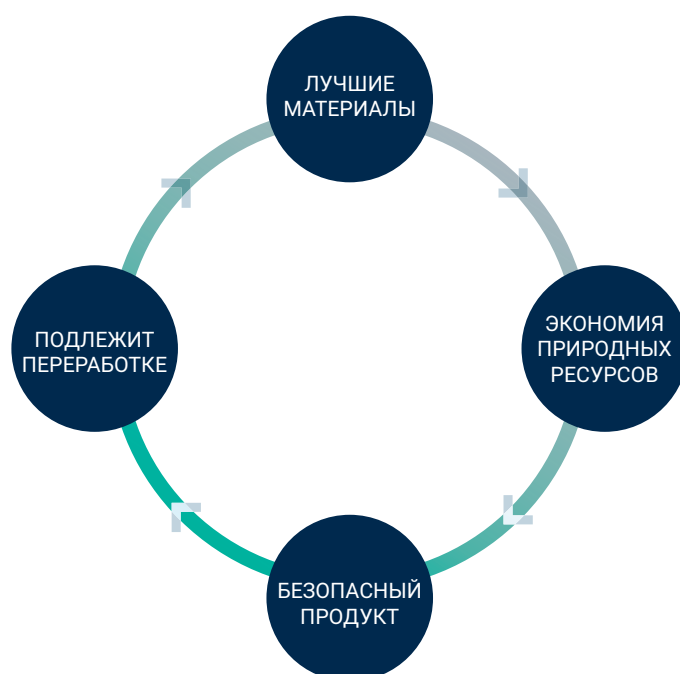 ЛУЧШИЕ
МАТЕРИАЛЫ
ЭКОНОМИЯ
ПРИРОДНЫХ
РЕСУРСОВ
БЕЗОПАСНЫЙ
ПРОДУКТ
ПОДЛЕЖИТ
ПЕРЕРАБОТКЕ